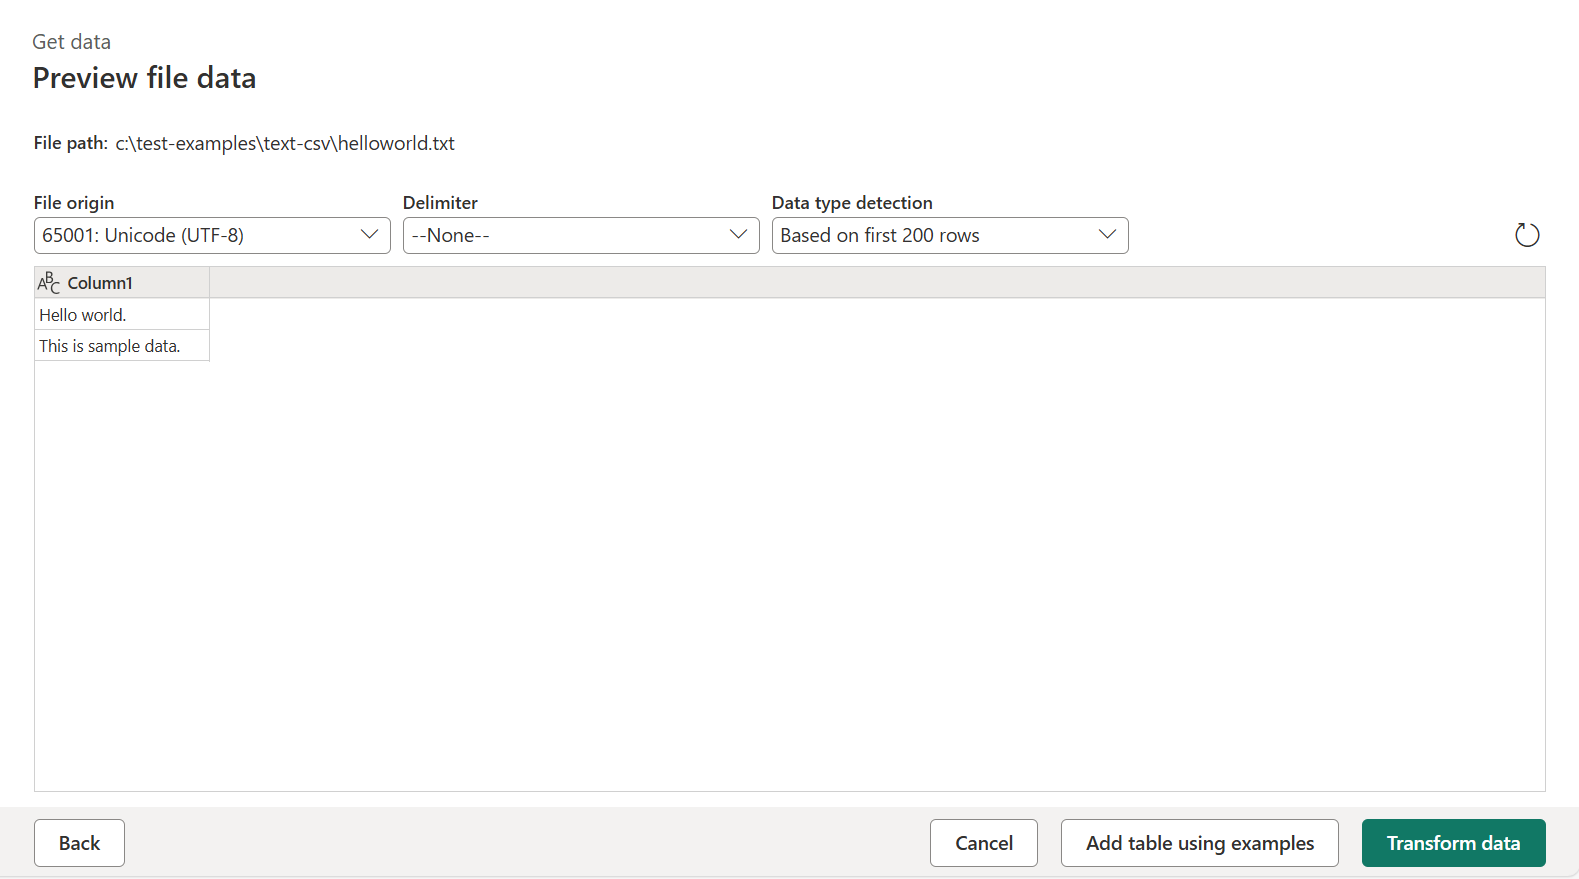 Get data
Preview file data
File path: c:\test-examples\text-csv\helloworld.txt
File origin Delimiter Data type detection
65001: Unicode (UTF-8) --None-- Based on first 200 rows
ABC Column1
Hello world.
This is sample data.
Back Cancel Add table using examples Transform data